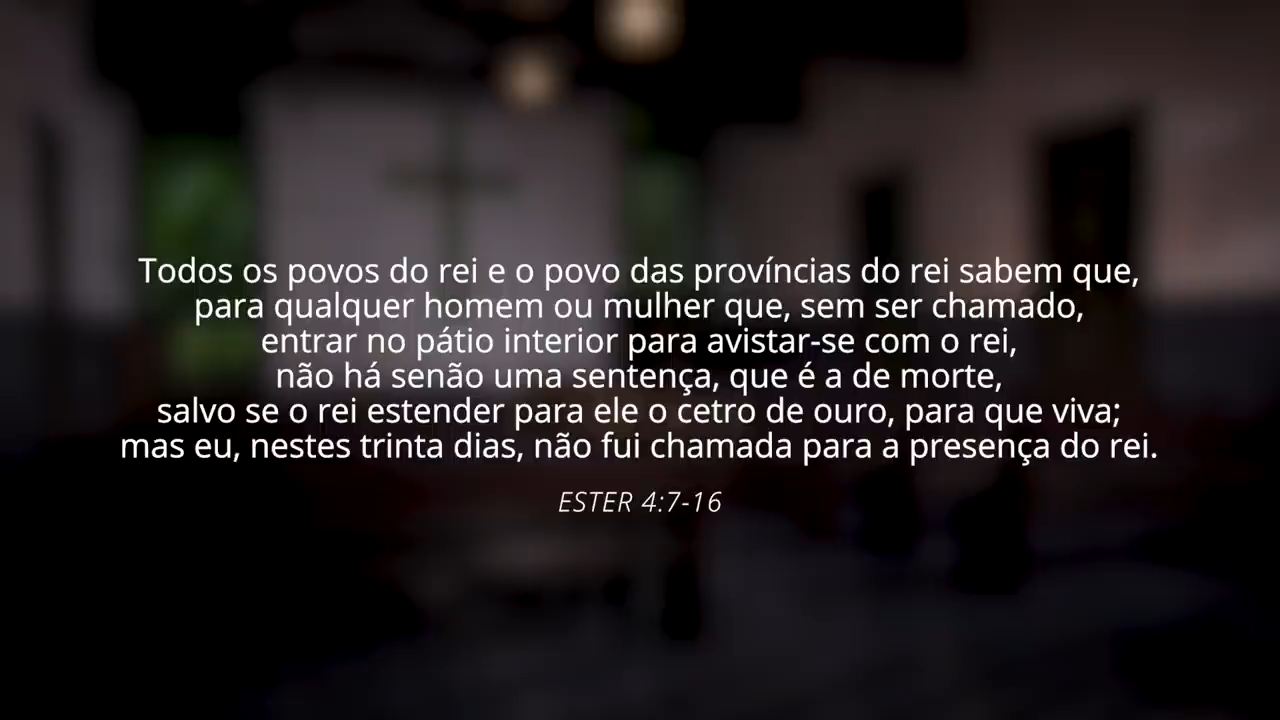 Todos os povos do rei e o povo das províncias do rei sabem que,
para qualquer homem ou mulher que, sem ser chamado,
entrar no pátio interior para avistar-se com o rei,
não há senão uma sentença, que é a de morte,
salvo se o rei estender para ele o cetro de ouro, para que viva;
mas eu, nestes trinta dias, não fui chamada para a presença do rei.
ESTER 4:7-16